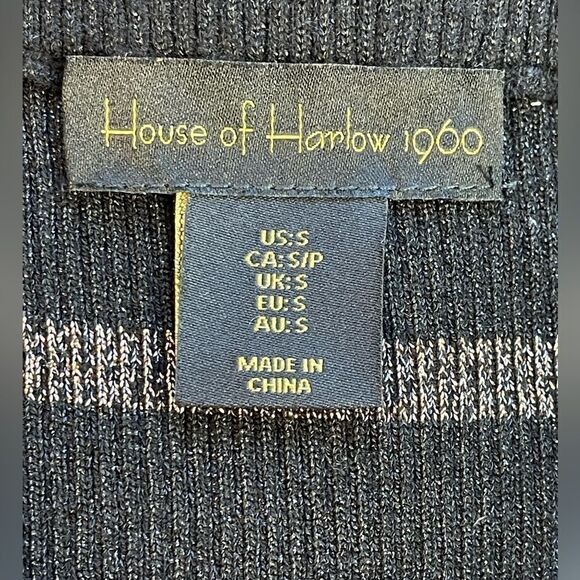 House of Harlow 1960
US: S
CA: S/P
UK: S
EU: S
AU: S
MADE IN
CHINA